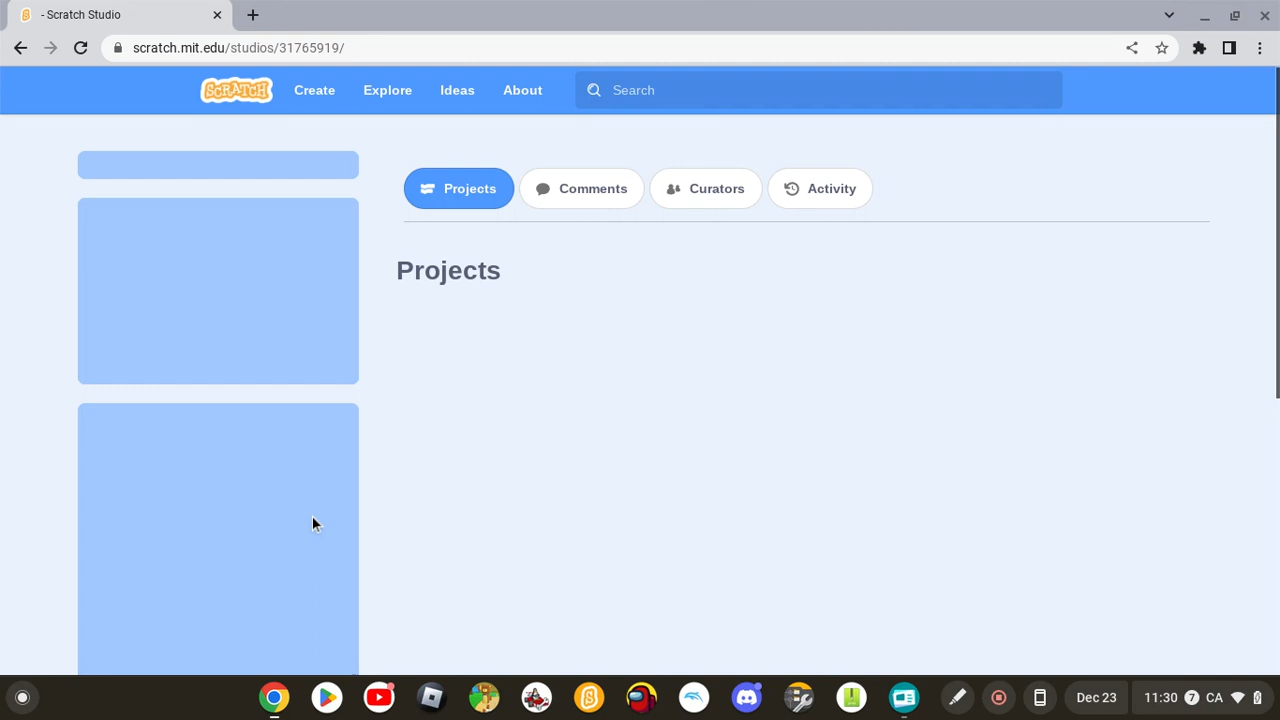 - Scratch Studio
scratch.mit.edu/studios/31765919/
SCRATCH
Create
Explore
Ideas
About
Search
Projects
Comments
Curators
Activity
Projects
Dec 23
11:30
7
CA